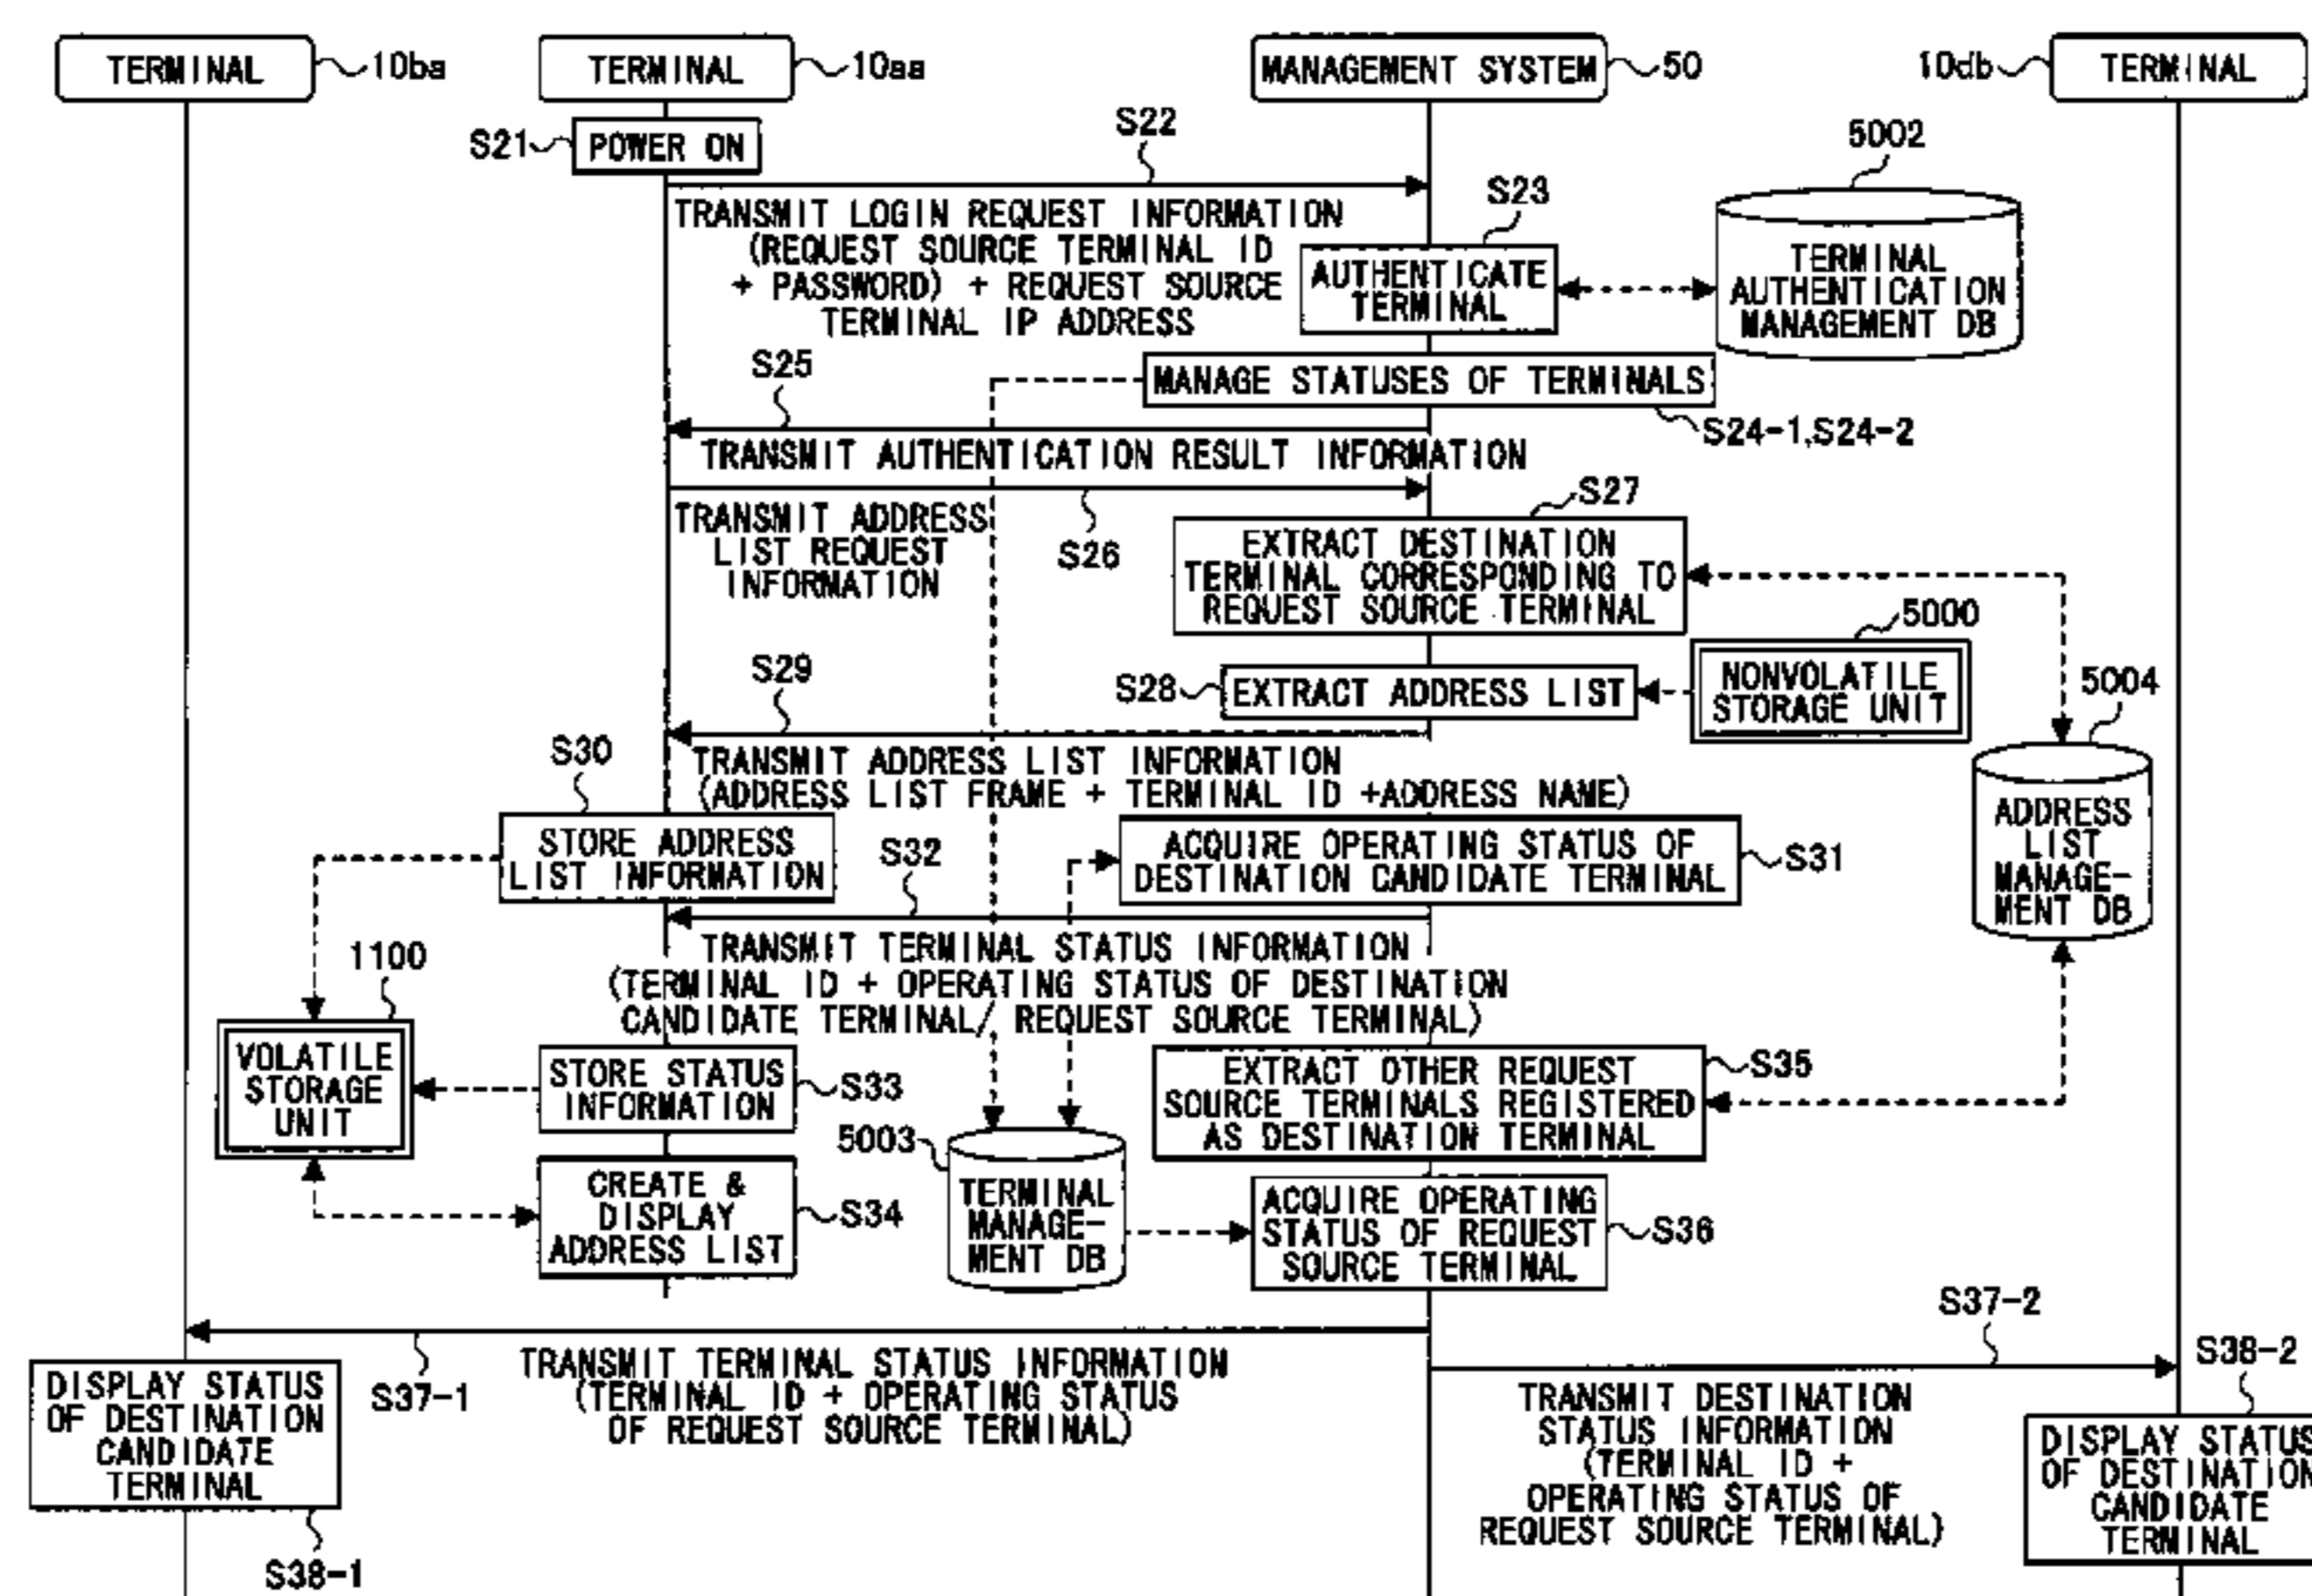 TERMINAL
10ba
TERMINAL
10aa
MANAGEMENT SYSTEM
50
10db
TERMINAL
S21
POWER ON
S22
TRANSMIT LOGIN REQUEST INFORMATION
(REQUEST SOURCE TERMINAL ID
+ PASSWORD) + REQUEST SOURCE
TERMINAL IP ADDRESS
S23
AUTHENTICATE
TERMINAL
5002
TERMINAL
AUTHENTICATION
MANAGEMENT DB
MANAGE STATUSES OF TERMINALS
S24-1,S24-2
S25
TRANSMIT AUTHENTICATION RESULT INFORMATION
TRANSMIT ADDRESS
LIST REQUEST
INFORMATION
S26
S27
EXTRACT DESTINATION
TERMINAL CORRESPONDING TO
REQUEST SOURCE TERMINAL
5000
NONVOLATILE
STORAGE UNIT
S28
EXTRACT ADDRESS LIST
5004
ADDRESS
LIST
MANAGE-
MENT DB
S29
TRANSMIT ADDRESS LIST INFORMATION
(ADDRESS LIST FRAME + TERMINAL ID +ADDRESS NAME)
S30
STORE ADDRESS
LIST INFORMATION
ACQUIRE OPERATING STATUS OF
DESTINATION CANDIDATE TERMINAL
S31
S32
TRANSMIT TERMINAL STATUS INFORMATION
(TERMINAL ID + OPERATING STATUS OF DESTINATION
CANDIDATE TERMINAL/ REQUEST SOURCE TERMINAL)
1100
VOLATILE
STORAGE
UNIT
STORE STATUS
INFORMATION
S33
CREATE &
DISPLAY
ADDRESS LIST
S34
5003
TERMINAL
MANAGE-
MENT DB
EXTRACT OTHER REQUEST
SOURCE TERMINALS REGISTERED
AS DESTINATION TERMINAL
S35
ACQUIRE OPERATING
STATUS OF REQUEST
SOURCE TERMINAL
S36
S37-1
TRANSMIT TERMINAL STATUS INFORMATION
(TERMINAL ID + OPERATING STATUS
OF REQUEST SOURCE TERMINAL)
S37-2
TRANSMIT DESTINATION
STATUS INFORMATION
(TERMINAL ID +
OPERATING STATUS OF
REQUEST SOURCE TERMINAL)
DISPLAY STATUS
OF DESTINATION
CANDIDATE
TERMINAL
S38-1
S38-2
DISPLAY STATUS
OF DESTINATION
CANDIDATE
TERMINAL